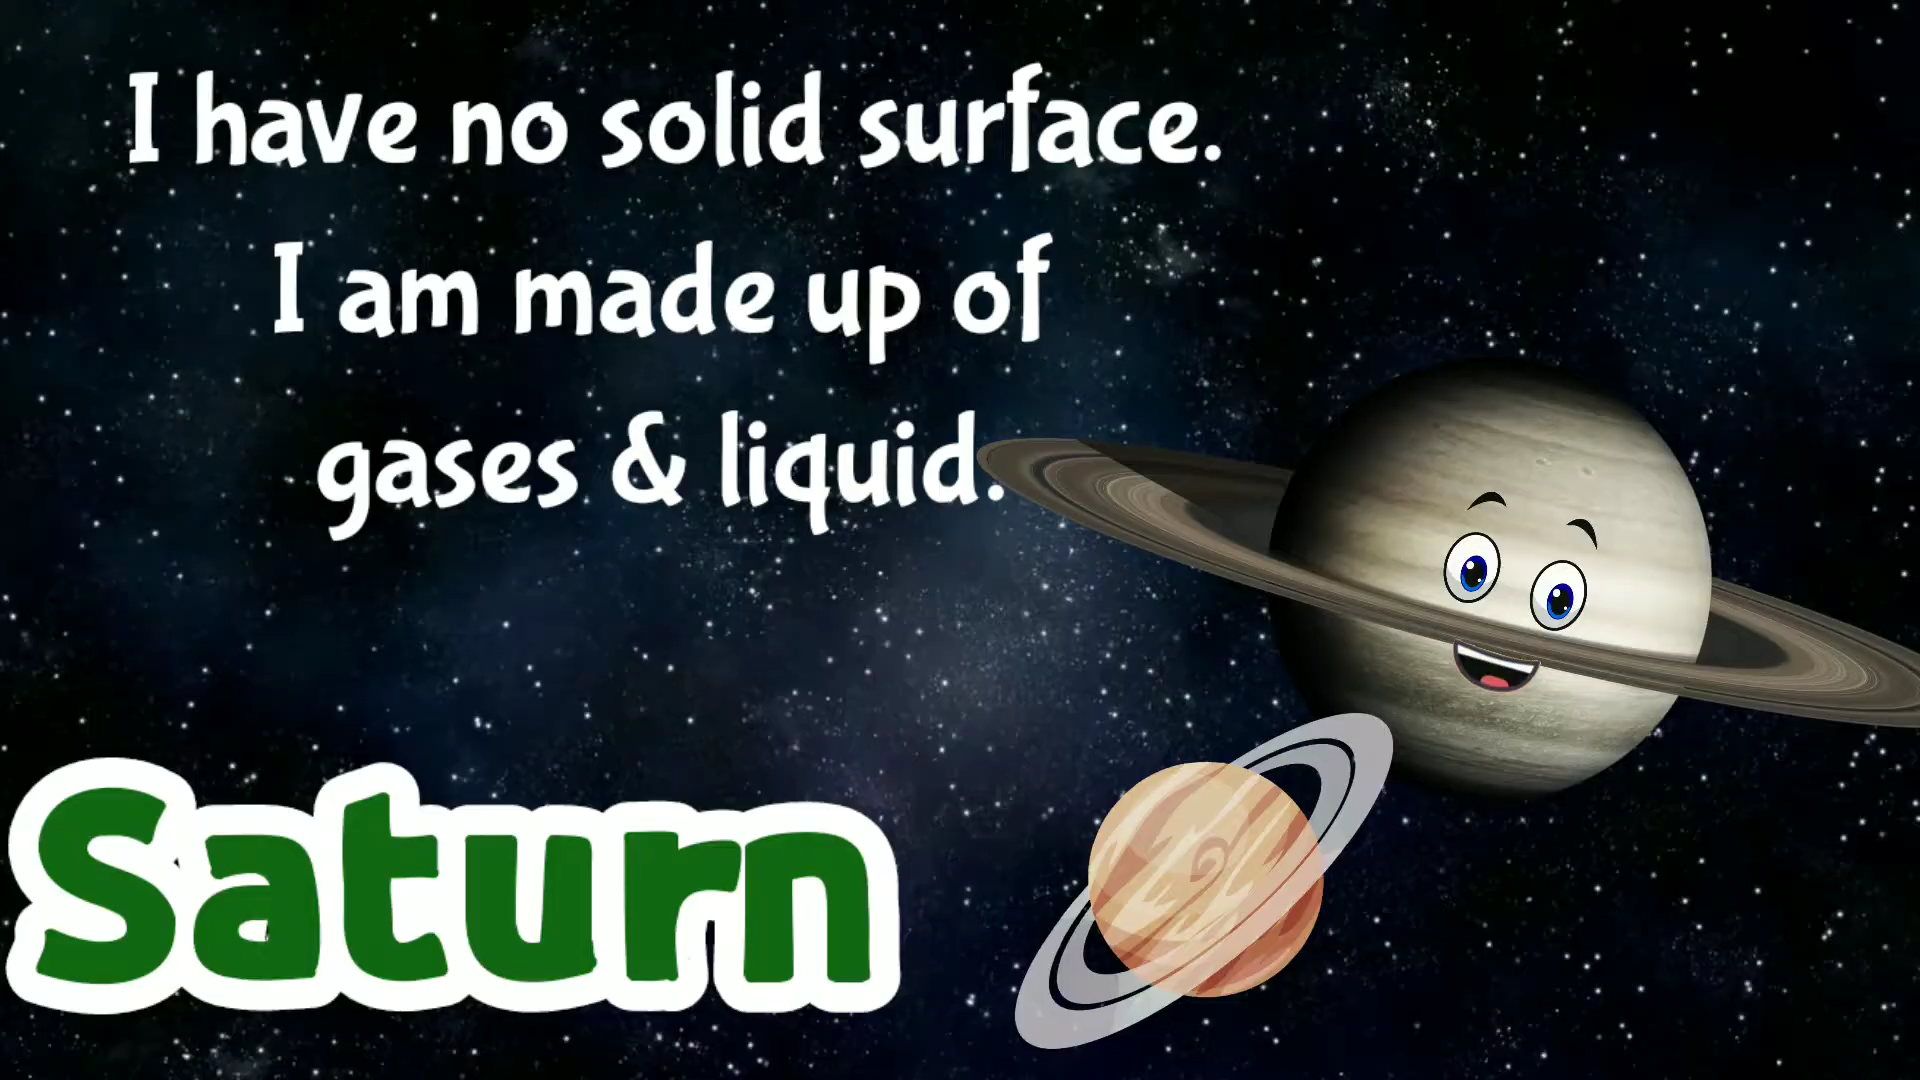 I have no solid surface.
I am made up of
gases & liquid.
Saturn